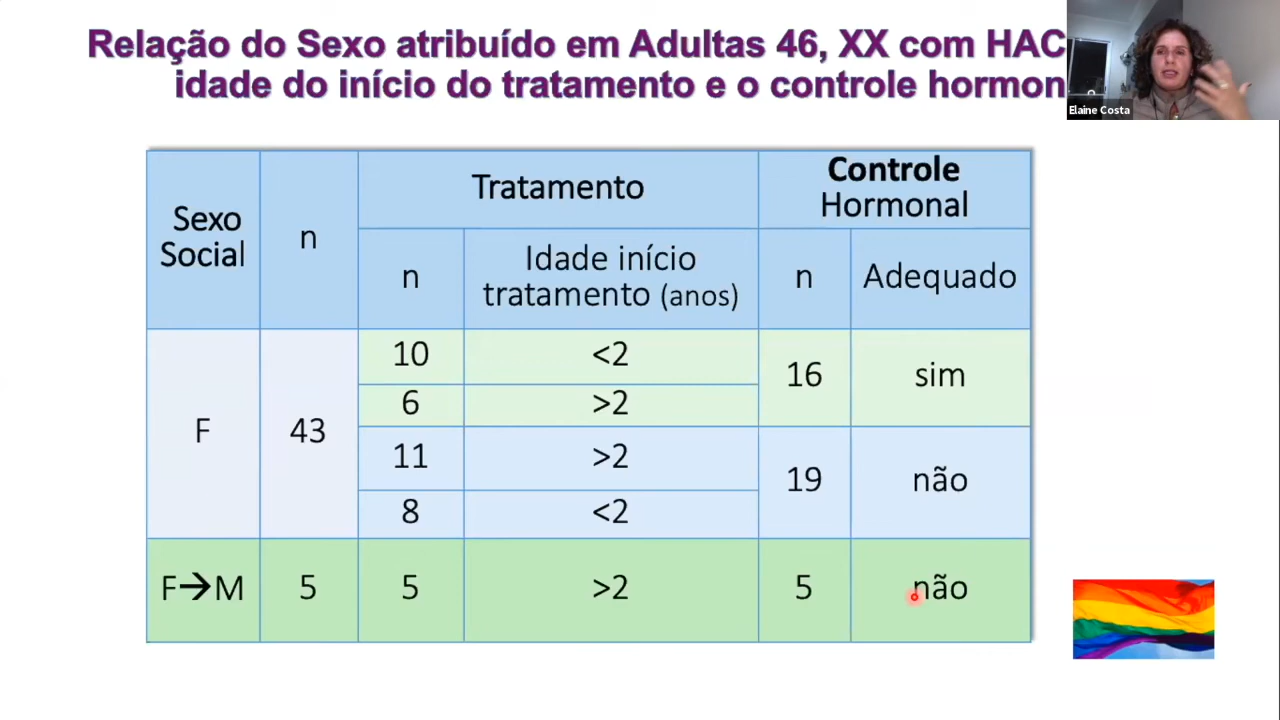 Relação do Sexo atribuído em Adultas 46, XX com HAC
idade do início do tratamento e o controle hormon
Elaine Costa
Sexo
Social
n
Tratamento
Controle
Hormonal
n
Idade início
tratamento (anos)
n
Adequado
F
43
10
<2
16
sim
6
>2
11
>2
19
não
8
<2
F→M
5
5
>2
5
não